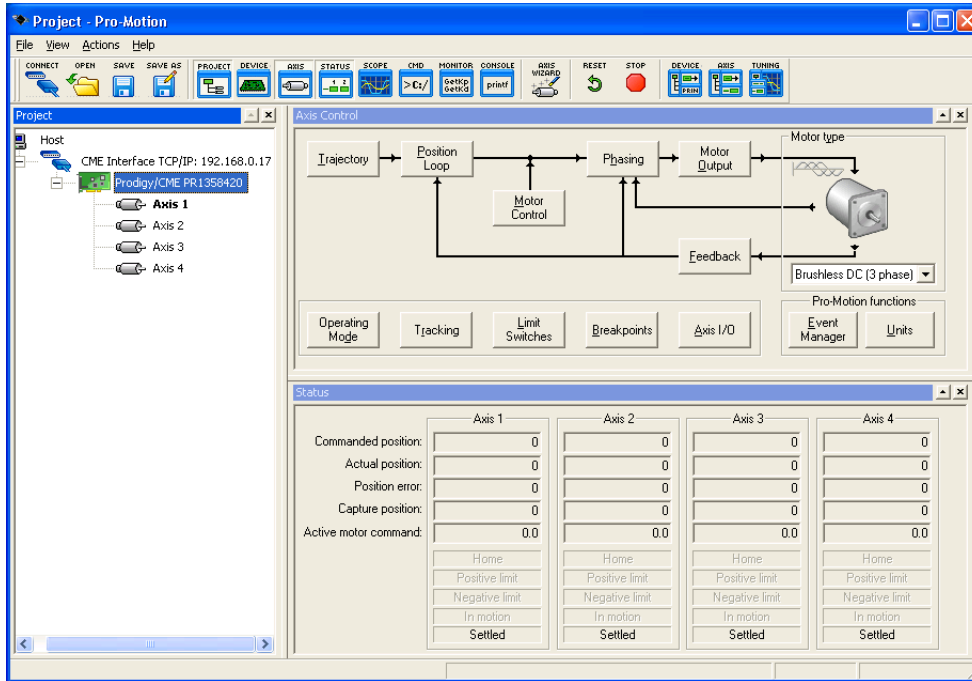 Project - Pro-Motion
File View Actions Help
CONNECT OPEN SAVE SAVE AS PROJECT DEVICE AXIS STATUS SCOPE CMD MONITOR CONSOLE AXIS WIZARD RESET STOP DEVICE AXIS TUNING
1 2 >C:/ GetKp GetKd printf PRIN
Project
Host
CME Interface TCP/IP: 192.168.0.17
Prodigy/CME PR1358420
Axis 1
Axis 2
Axis 3
Axis 4
Axis Control
Trajectory
Position Loop
Motor Control
Phasing
Motor Output
Feedback
Motor type
Brushless DC (3 phase)
Operating Mode
Tracking
Limit Switches
Breakpoints
Axis I/O
Pro-Motion functions
Event Manager
Units
Status
Axis 1 Axis 2 Axis 3 Axis 4
Commanded position: 0 0 0 0
Actual position: 0 0 0 0
Position error: 0 0 0 0
Capture position: 0 0 0 0
Active motor command: 0.0 0.0 0.0 0.0
Home Home Home Home
Positive limit Positive limit Positive limit Positive limit
Negative limit Negative limit Negative limit Negative limit
In motion In motion In motion In motion
Settled Settled Settled Settled